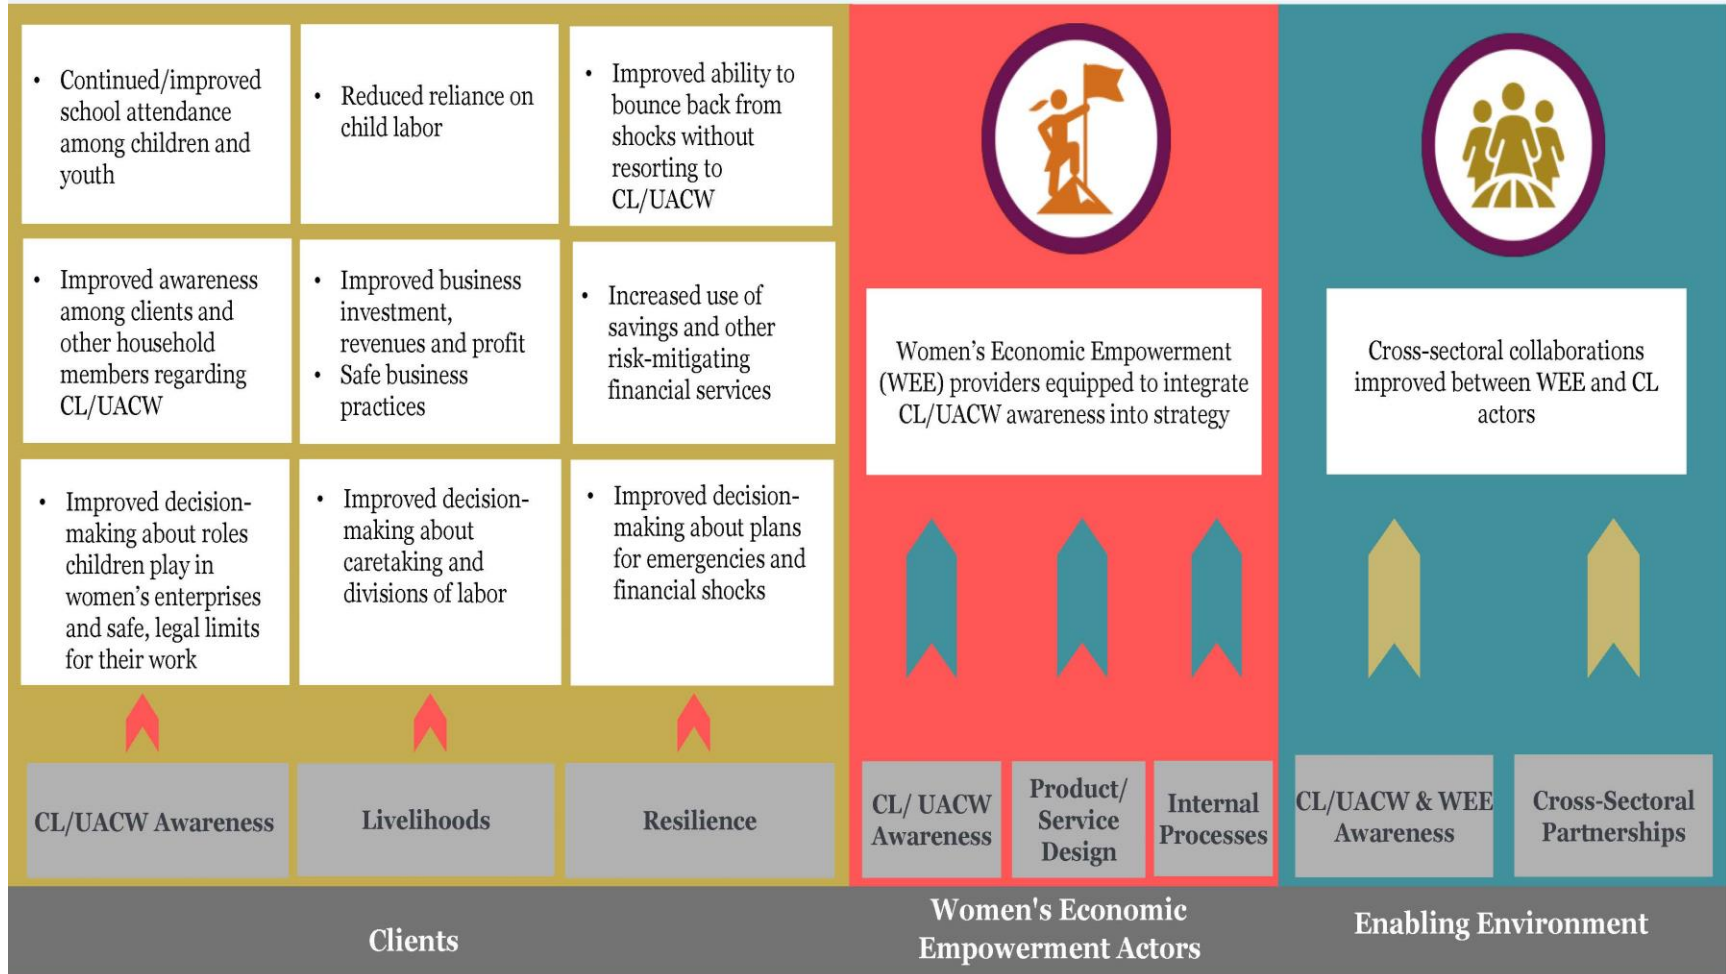 • Continued/improved
school attendance
among children and
youth
• Reduced reliance on
child labor
• Improved ability to
bounce back from
shocks without
resorting to
CL/UACW
• Improved awareness
among clients and
other household
members regarding
CL/UACW
• Improved business
investment,
revenues and profit
• Safe business
practices
• Increased use of
savings and other
risk-mitigating
financial services
• Improved decision-
making about roles
children play in
women’s enterprises
and safe, legal limits
for their work
• Improved decision-
making about
caretaking and
divisions of labor
• Improved decision-
making about plans
for emergencies and
financial shocks
CL/UACW Awareness
Livelihoods
Resilience
Clients
Women’s Economic Empowerment
(WEE) providers equipped to integrate
CL/UACW awareness into strategy
CL/ UACW
Awareness
Product/
Service
Design
Internal
Processes
Women's Economic
Empowerment Actors
Cross-sectoral collaborations
improved between WEE and CL
actors
CL/UACW & WEE
Awareness
Cross-Sectoral
Partnerships
Enabling Environment